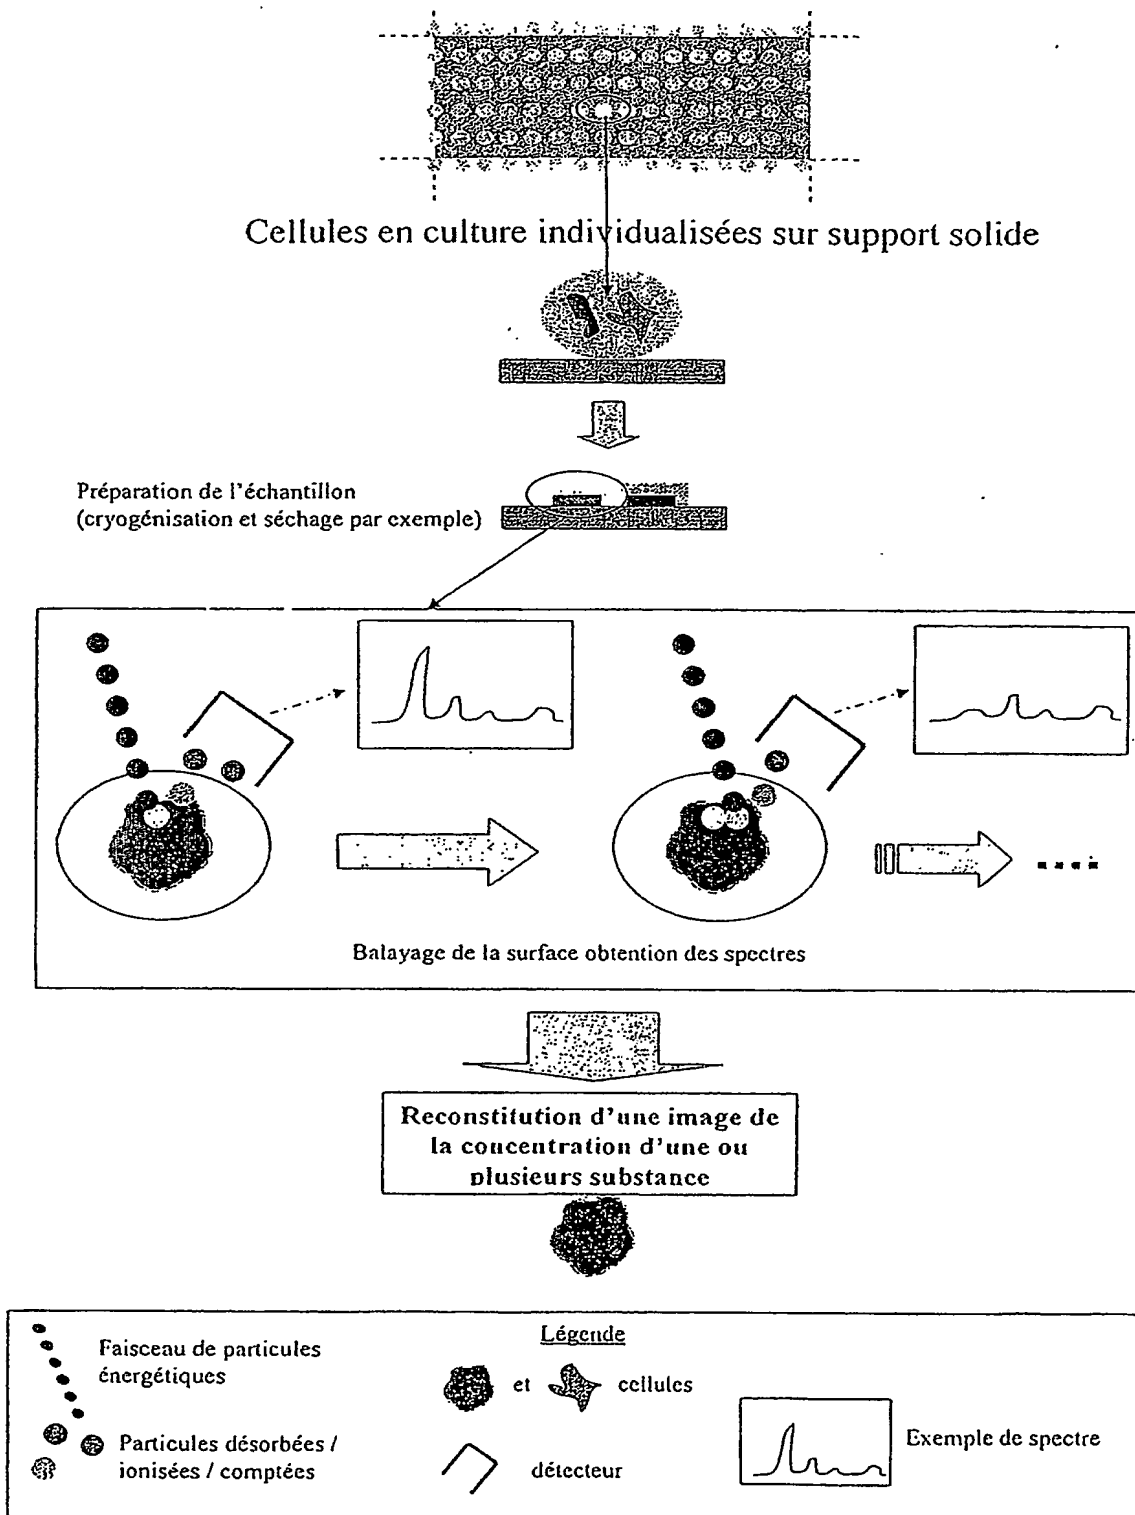 Cellules en culture individualisées sur support solide
Préparation de l'échantillon
(cryogénisation et séchage par exemple)
Balayage de la surface obtention des spectres
Reconstitution d'une image de
la concentration d'une ou
plusieurs substance
Légende
Faisceau de particules
énergétiques
et
cellules
Particules désorbées /
ionisées / comptées
détecteur
Exemple de spectre